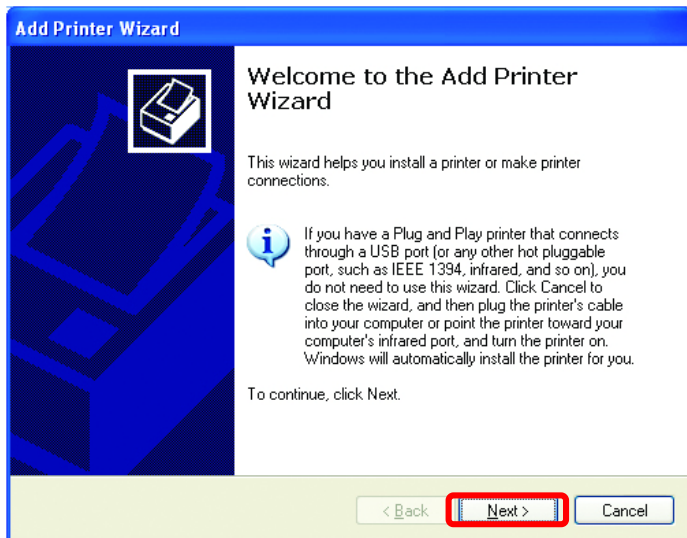 Add Printer Wizard
Welcome to the Add Printer
Wizard
This wizard helps you install a printer or make printer
connections.
If you have a Plug and Play printer that connects
through a USB port (or any other hot pluggable
port, such as IEEE 1394, infrared, and so on), you
do not need to use this wizard. Click Cancel to
close the wizard, and then plug the printer's cable
into your computer or point the printer toward your
computer's infrared port, and turn the printer on.
Windows will automatically install the printer for you.
To continue, click Next.
< Back Next > Cancel